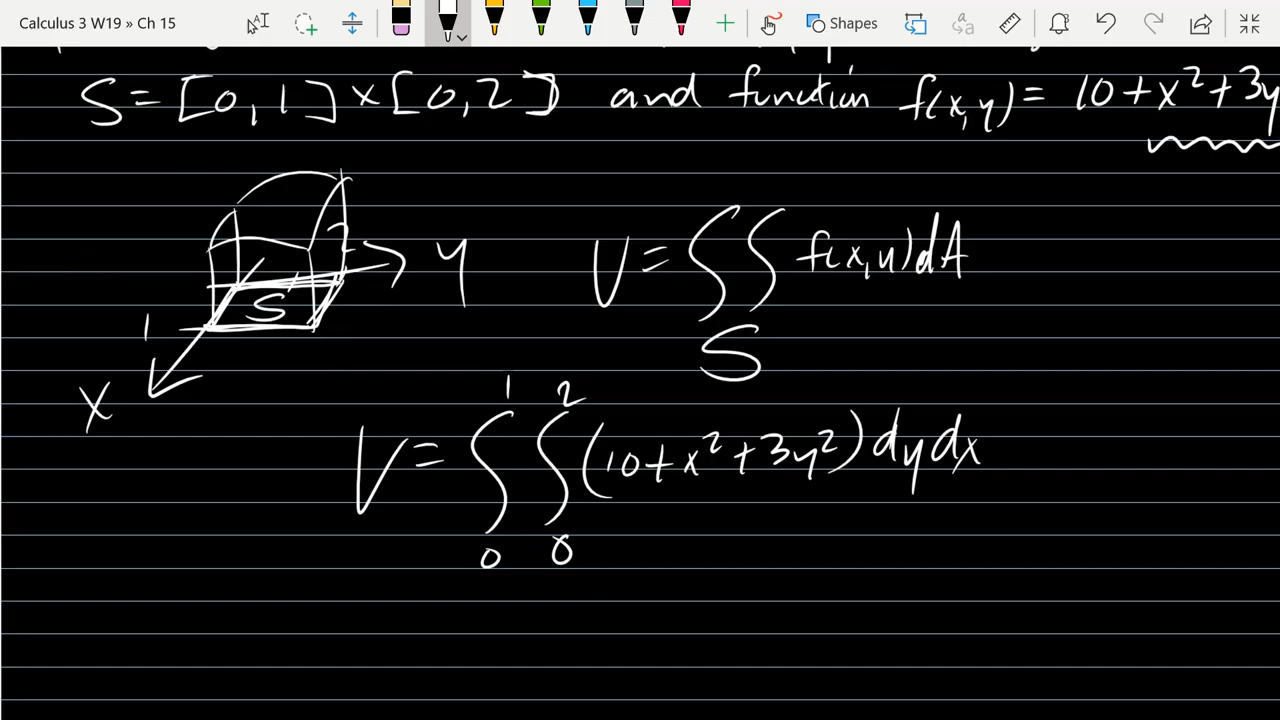 Calculus 3 W19 » Ch 15
Shapes
S = [0, 1] × [0, 2] and function f(x, y) = 10 + x² + 3y
2
y
S
1
x
V = ∫∫ f(x, y) dA
S
V = ∫₀¹ ∫₀² (10 + x² + 3y²) dy dx